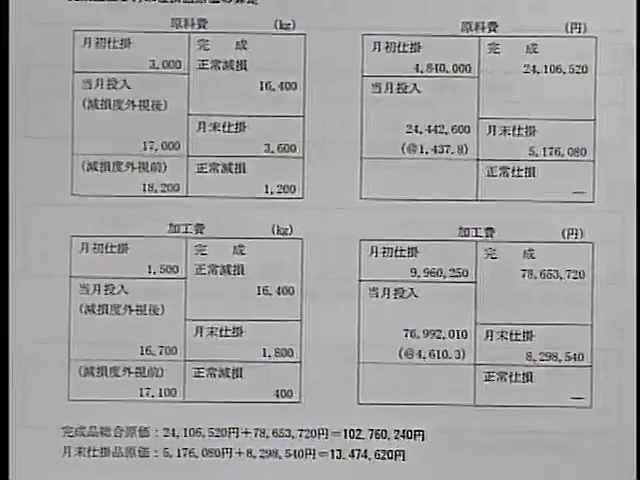 原料費 (kg)
月初仕掛 完成
3,000 正常減損
当月投入 16,400
(減損度外視後)
月末仕掛
17,000 3,600
(減損度外視前) 正常減損
18,200 1,200
原料費 (円)
月初仕掛 完成
4,840,000 24,106,520
当月投入
24,442,600 月末仕掛
(@1,437.8) 5,176,080
正常仕損
—
加工費 (kg)
月初仕掛 完成
1,500 正常減損
当月投入 16,400
(減損度外視後)
月末仕掛
16,700 1,800
(減損度外視前) 正常減損
17,100 400
加工費 (円)
月初仕掛 完成
9,960,250 78,653,720
当月投入
76,992,010 月末仕掛
(@4,610.3) 8,298,540
正常仕損
—
完成品総合原価:24,106,520円+78,653,720円=102,760,240円
月末仕掛品原価:5,176,080円+8,298,540円=13,474,620円